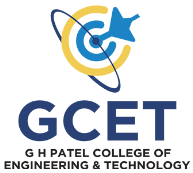 GCET
G H PATEL COLLEGE OF
ENGINEERING & TECHNOLOGY